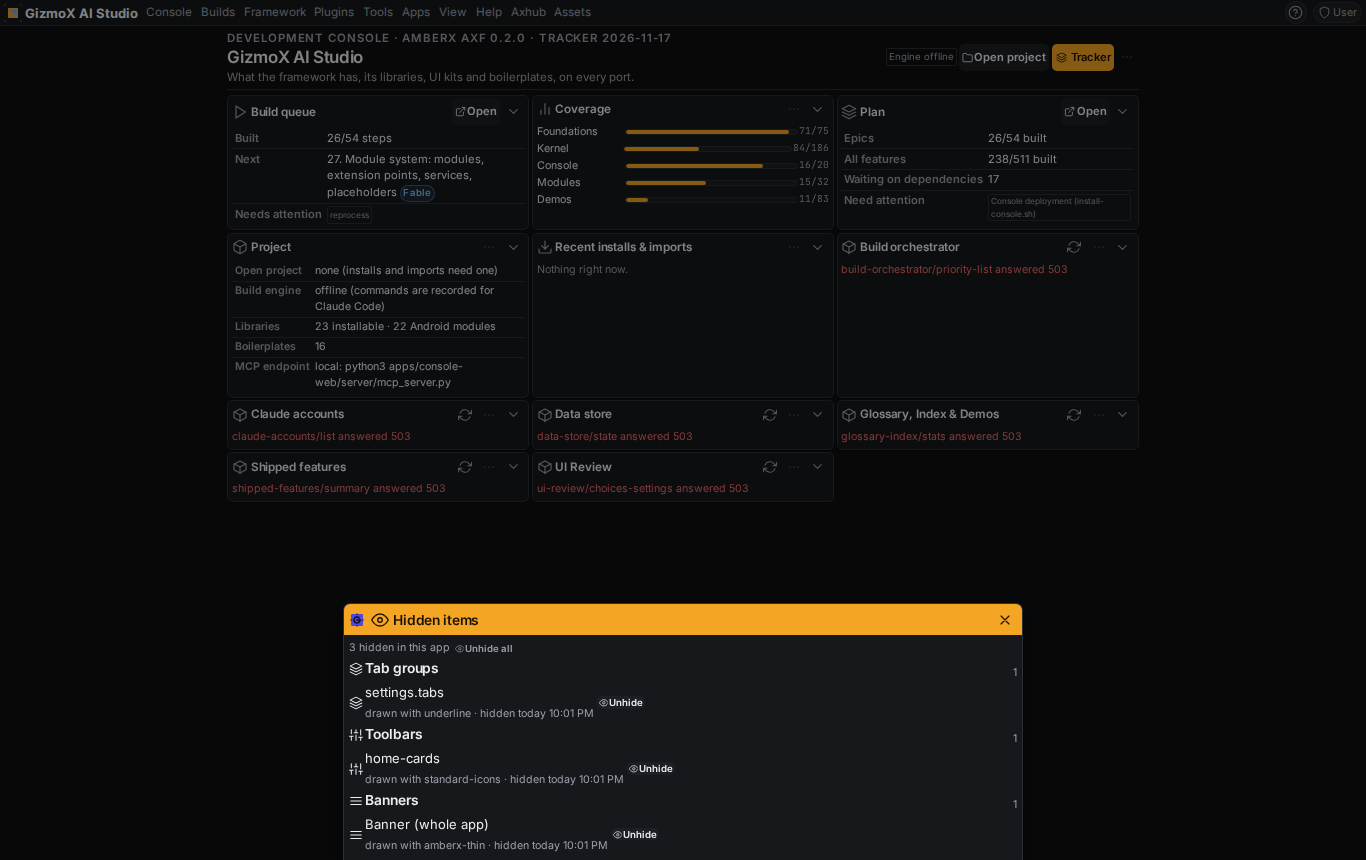 GizmoX AI Studio Console Builds Framework Plugins Tools Apps View Help Axhub Assets User
DEVELOPMENT CONSOLE · AMBERX AXF 0.2.0 · TRACKER 2026-11-17
GizmoX AI Studio
Engine offline Open project Tracker
What the framework has, its libraries, UI kits and boilerplates, on every port.
Build queue Open
Built 26/54 steps
Next 27. Module system: modules,
extension points, services,
placeholders Fable
Needs attention reprocess
Coverage
Foundations 71/75
Kernel 84/186
Console 16/20
Modules 15/32
Demos 11/83
Plan Open
Epics 26/54 built
All features 238/511 built
Waiting on dependencies 17
Need attention Console deployment (install-
console.sh)
Project
Open project none (installs and imports need one)
Build engine offline (commands are recorded for
Claude Code)
Libraries 23 installable · 22 Android modules
Boilerplates 16
MCP endpoint local: python3 apps/console-
web/server/mcp_server.py
Recent installs & imports
Nothing right now.
Build orchestrator
build-orchestrator/priority-list answered 503
Claude accounts
claude-accounts/list answered 503
Data store
data-store/state answered 503
Glossary, Index & Demos
glossary-index/stats answered 503
Shipped features
shipped-features/summary answered 503
UI Review
ui-review/choices-settings answered 503
Hidden items
3 hidden in this app Unhide all
Tab groups 1
settings.tabs
drawn with underline · hidden today 10:01 PM Unhide
Toolbars 1
home-cards
drawn with standard-icons · hidden today 10:01 PM Unhide
Banners 1
Banner (whole app)
drawn with amberx-thin · hidden today 10:01 PM Unhide